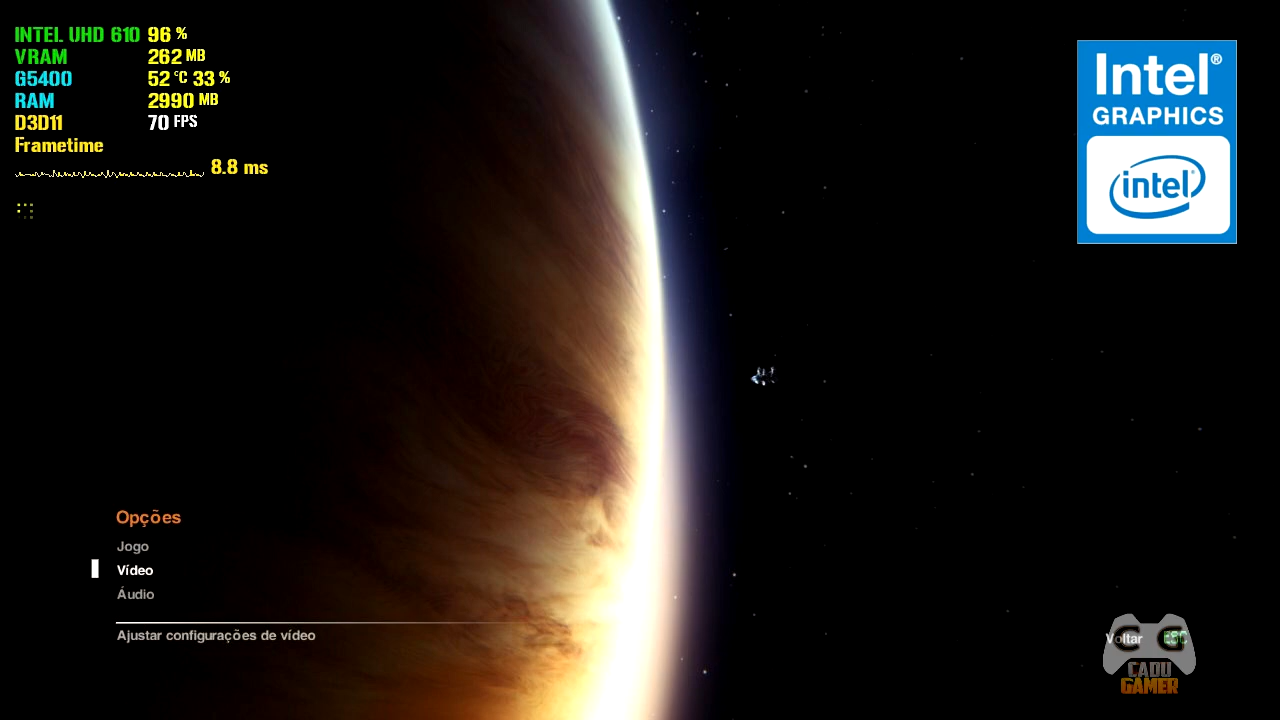 INTEL UHD 610 96 %
VRAM 262 MB
G5400 52 °C 33 %
RAM 2990 MB
D3D11 70 FPS
Frametime
8.8 ms
Intel®
GRAPHICS
intel
Opções
Jogo
Vídeo
Áudio
Ajustar configurações de vídeo
Voltar ESC
CG
CADU
GAMER